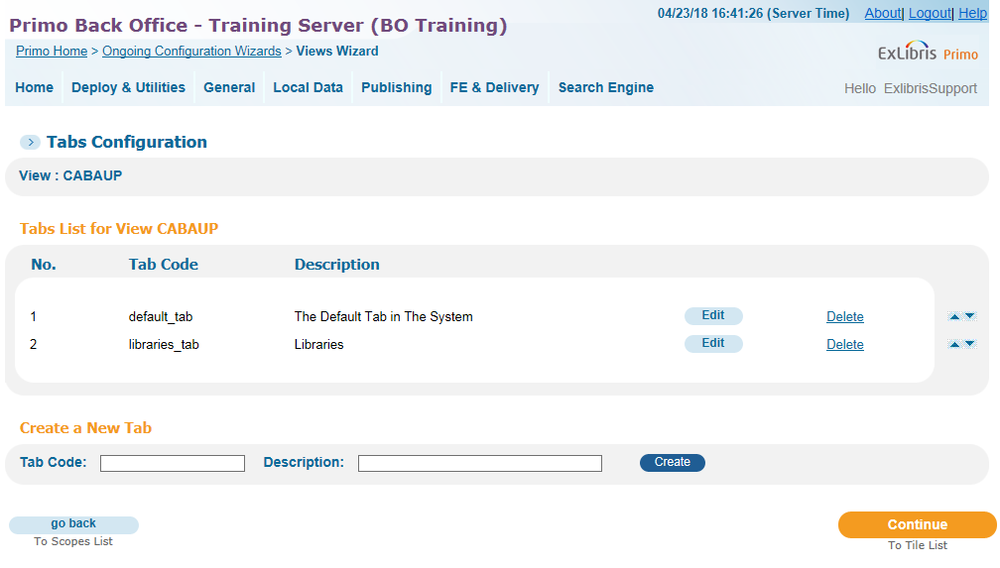 Primo Back Office - Training Server (BO Training)
04/23/18 16:41:26 (Server Time) About| Logout| Help
Primo Home > Ongoing Configuration Wizards > Views Wizard
ExLibris Primo
Home Deploy & Utilities General Local Data Publishing FE & Delivery Search Engine
Hello ExlibrisSupport
Tabs Configuration
View : CABAUP
Tabs List for View CABAUP
No. Tab Code Description
1 default_tab The Default Tab in The System Edit Delete
2 libraries_tab Libraries Edit Delete
Create a New Tab
Tab Code: Description: Create
go back
To Scopes List
Continue
To Tile List